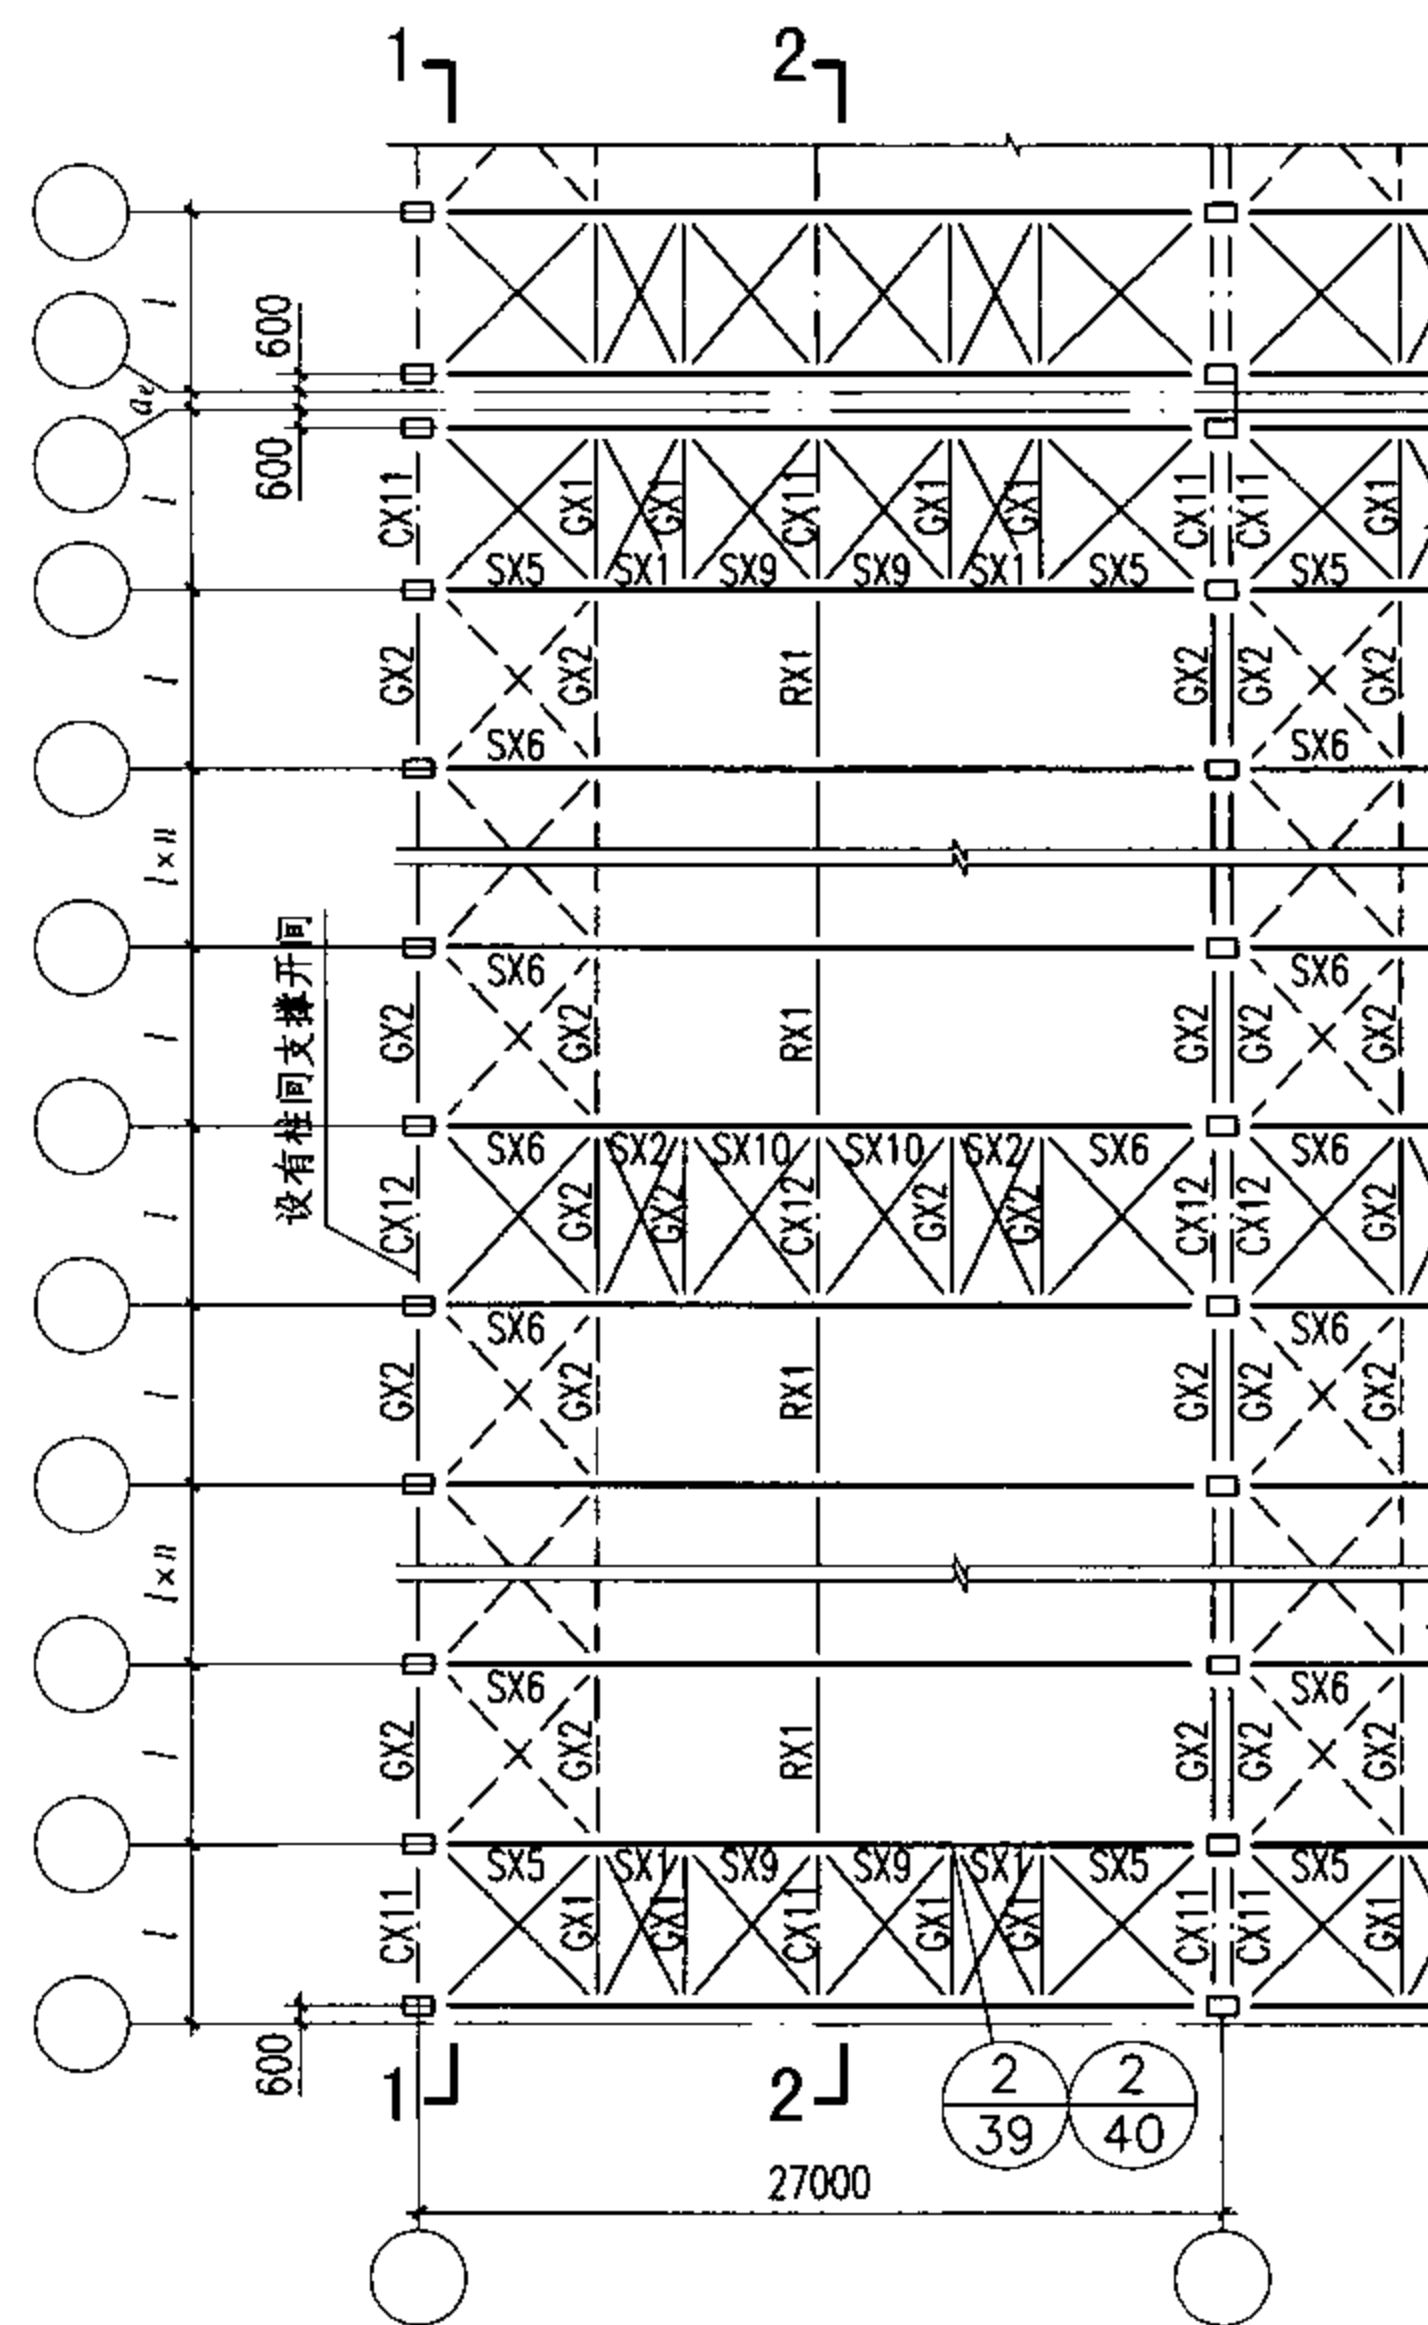 1 2
l
600
ae
600
l
CX11 GX1 GX1 CX11 GX1 GX1 CX11 CX11 GX1
SX5 SX1 SX9 SX9 SX1 SX5 SX5
l
GX2 GX2 RX1 GX2 GX2 GX2
SX6 SX6
l×n
设有柱间支撑开间
SX6 SX6
l
GX2 GX2 RX1 GX2 GX2 GX2
SX6 SX2 SX10 SX10 SX2 SX6 SX6
l
CX12 GX2 GX2 CX12 GX2 GX2 CX12 CX12 GX2
SX6 SX6
l
GX2 GX2 RX1 GX2 GX2 GX2
l×n
SX6 SX6
l
GX2 GX2 RX1 GX2 GX2 GX2
SX5 SX1 SX9 SX9 SX1 SX5 SX5
l
CX11 GX1 GX1 CX11 GX1 GX1 CX11 CX11 GX1
600
1 2
2 2
39 40
27000